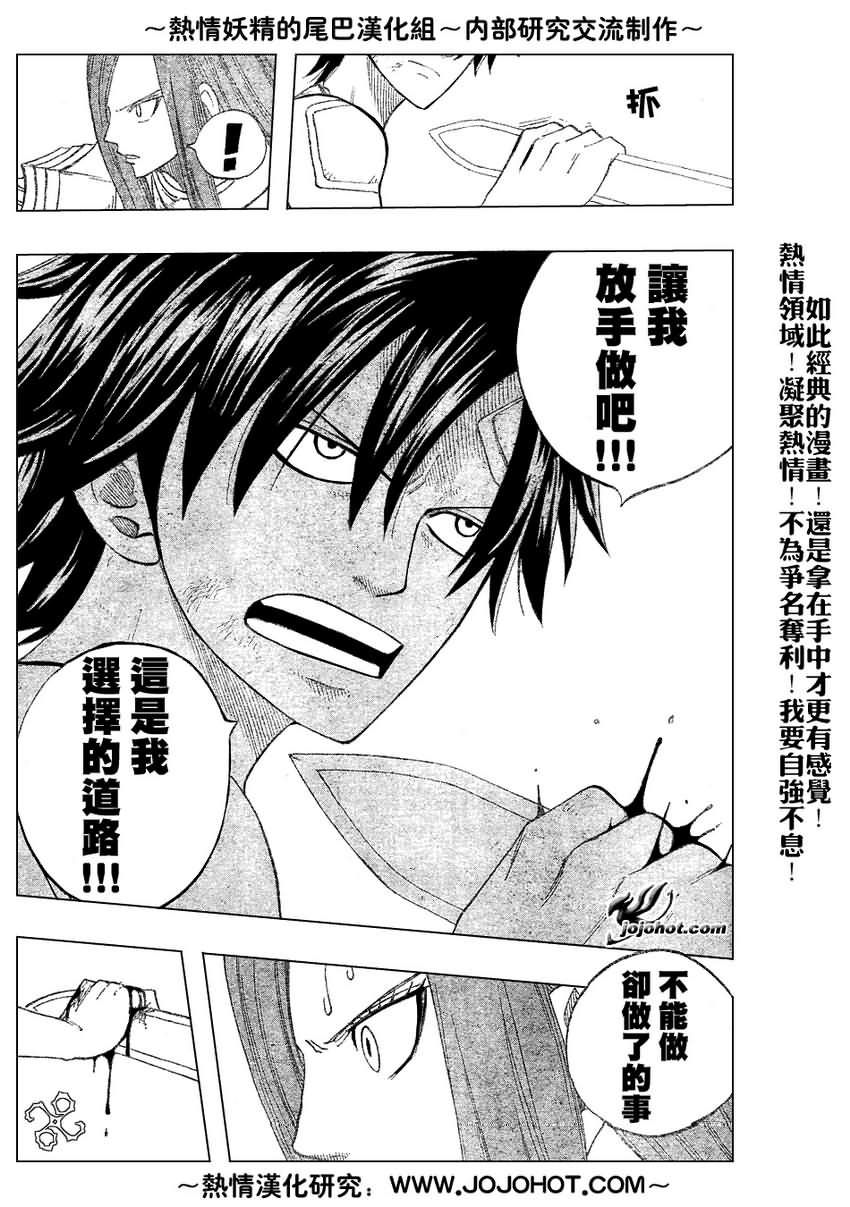 ～熱情妖精的尾巴漢化組～内部研究交流制作～
抓
！
讓我
放手做吧!!!
這是我
選擇的道路!!!
jojohot.com
不能做
卻做了的事
如此經典的漫畫！還是拿在手中才更有感覺！
熱情領域！凝聚熱情！不為爭名奪利！我要自強不息！
～熱情漢化研究：WWW.JOJOHOT.COM～